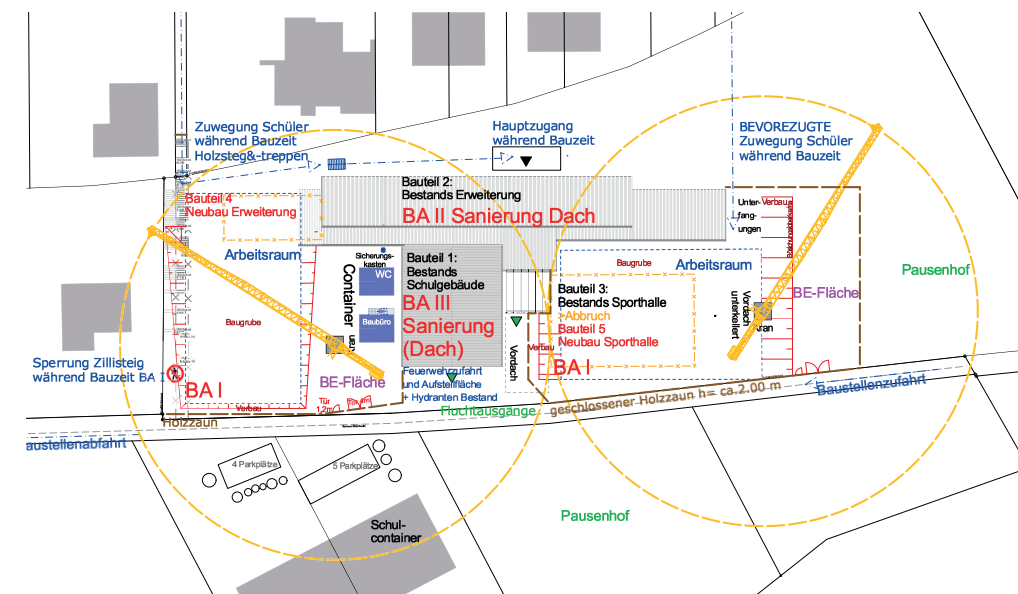 Zuwegung Schüler
während Bauzeit
Holzsteg&-treppen
Hauptzugang
während Bauzeit
BEVOREZUGTE
Zuwegung Schüler
während Bauzeit
Bauteil 4
Neubau Erweiterung
Bauteil 2:
Bestands Erweiterung
BA II Sanierung Dach
Unter-
fang-
ungen
Verbau
Arbeitsraum
Sicherungs-
kasten
WC
Container
Baubüro
Bauteil 1:
Bestands
Schulgebäude
BA III
Sanierung
(Dach)
Baugrube
Arbeitsraum
Bauteil 3:
Bestands Sporthalle
>Abbruch
Bauteil 5
Neubau Sporthalle
BA I
Verbau
Vordach
Vordach
unterkellert
Kran
BE-Fläche
Pausenhof
Baugrube
Kran
Sperrung Zillisteig
während Bauzeit BA I
BA I
BE-Fläche
Feuerwehrzufahrt
und Aufstellfläche
+ Hydranten Bestand
Tür
1,2m
Verbau
Fluchtausgänge
geschlossener Holzzaun h= ca.2.00 m
Baustellenzufahrt
Holzzaun
austellenabfahrt
4 Parkplätze
5 Parkplätze
Schul-
container
Pausenhof